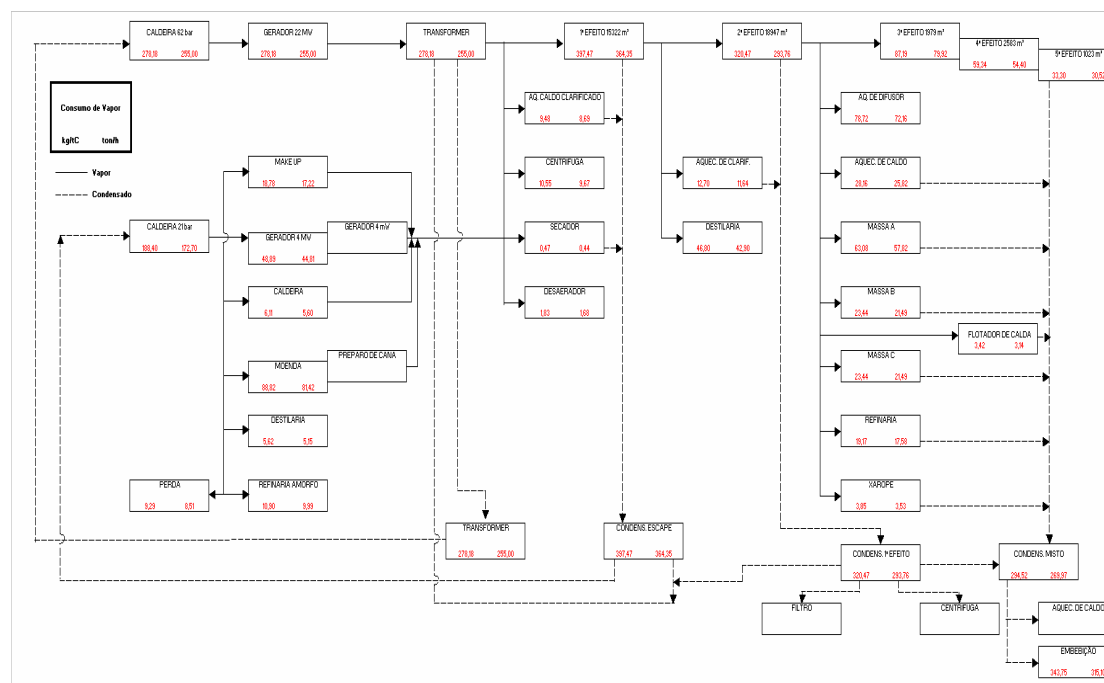 CALDEIRA 62 bar
278,18 255,00
GERADOR 22 MV
278,18 255,00
TRANSFORMER
278,18 255,00
1º EFEITO 15322 m²
397,47 364,35
2º EFEITO 18947 m²
320,47 293,76
3º EFEITO 1979 m²
87,19 79,92
4º EFEITO 2583 m²
59,34 54,40
5º EFEITO 1023 m²
33,30 30,52
Consumo de Vapor
kg/tC ton/h
Vapor
Condensado
AQ. CALDO CLARIFICADO
9,48 8,69
CENTRIFUGA
10,55 9,67
SECADOR
0,47 0,44
DESAERADOR
1,83 1,68
AQUEC. DE CLARIF.
12,70 11,64
DESTILARIA
46,80 42,90
AQ. DE DIFUSOR
78,72 72,16
AQUEC. DE CALDO
28,16 25,82
MASSA A
63,08 57,82
MASSA B
23,44 21,49
FLOTADOR DE CALDA
3,42 3,14
MASSA C
23,44 21,49
REFINARIA
19,17 17,58
XAROPE
3,85 3,53
MAKE UP
18,78 17,22
CALDEIRA 21 bar
188,40 172,70
GERADOR 4 MV
48,89 44,81
GERADOR 4 mV
CALDEIRA
6,11 5,60
MOENDA
88,82 81,42
PREPARO DE CANA
DESTILARIA
5,62 5,15
PERDA
9,29 8,51
REFINARIA AMORFO
10,90 9,99
TRANSFORMER
278,18 255,00
CONDENS. ESCAPE
397,47 364,35
CONDENS. 1º EFEITO
320,47 293,76
CONDENS. MISTO
294,52 269,97
FILTRO
CENTRIFUGA
AQUEC. DE CALDO
EMBEBIÇÃO
343,75